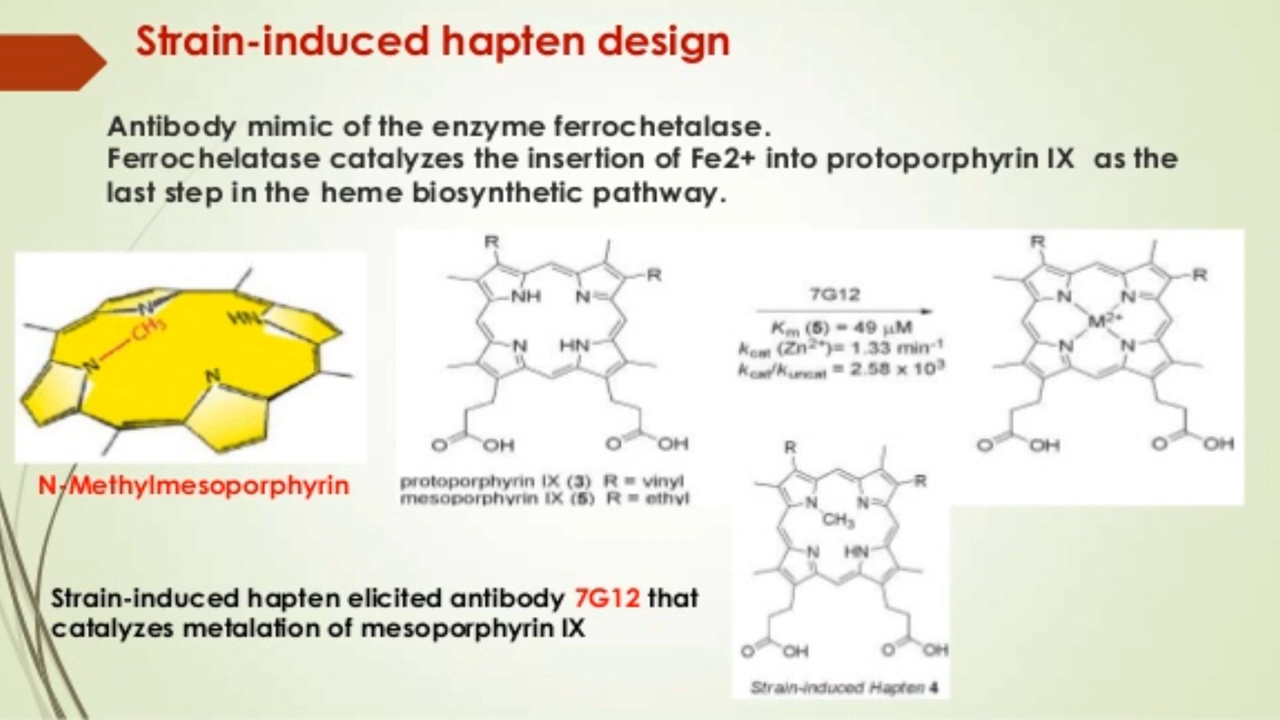 Strain-induced hapten design
Antibody mimic of the enzyme ferrochetalase.
Ferrochelatase catalyzes the insertion of Fe2+ into protoporphyrin IX as the
last step in the heme biosynthetic pathway.
N
CH3
HN
N
N
N-Methylmesoporphyrin
R
R
NH
N
N
HN
O
OH
O
OH
protoporphyrin IX (3) R = vinyl
mesoporphyrin IX (5) R = ethyl
7G12
Km (5) = 49 µM
kcat (Zn2+)= 1.33 min-1
kcat/kuncat = 2.58 x 103
R
R
N
N
M2+
N
N
O
OH
O
OH
R
R
N
N
CH3
N
HN
O
OH
O
OH
Strain-induced Hapten 4
Strain-induced hapten elicited antibody 7G12 that
catalyzes metalation of mesoporphyrin IX